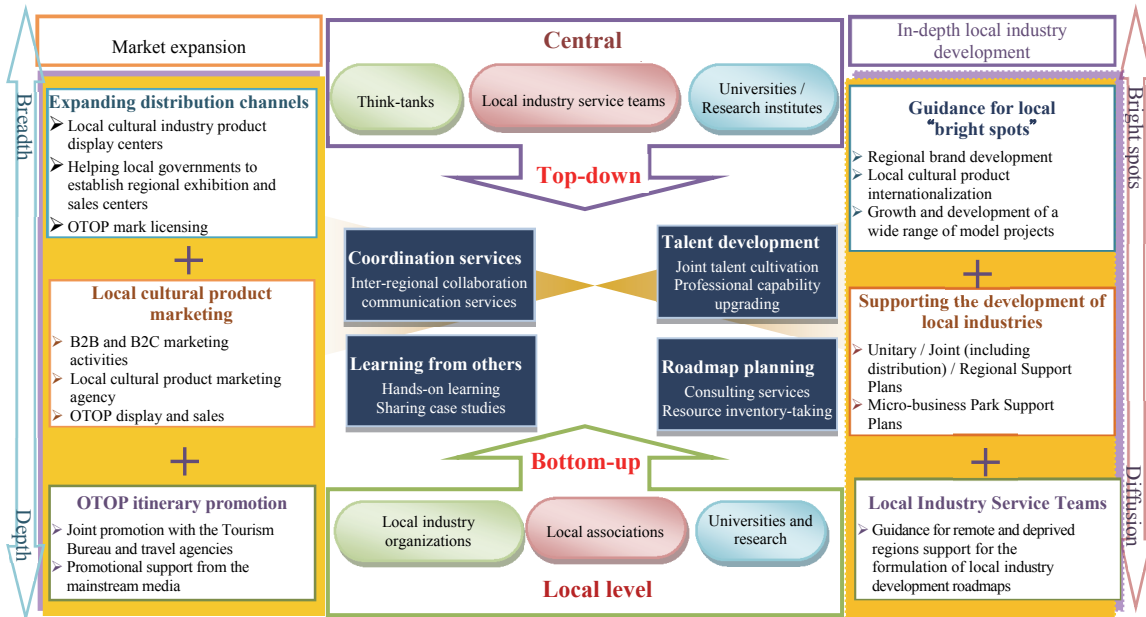 Market expansion
Breadth
Depth
Expanding distribution channels
➢ Local cultural industry product
display centers
➢ Helping local governments to
establish regional exhibition and
sales centers
➢ OTOP mark licensing
+
Local cultural product
marketing
➢ B2B and B2C marketing
activities
➢ Local cultural product marketing
agency
➢ OTOP display and sales
+
OTOP itinerary promotion
➢ Joint promotion with the Tourism
Bureau and travel agencies
➢ Promotional support from the
mainstream media
Central
Think-tanks
Local industry service teams
Universities /
Research institutes
Top-down
Coordination services
Inter-regional collaboration
communication services
Talent development
Joint talent cultivation
Professional capability
upgrading
Learning from others
Hands-on learning
Sharing case studies
Roadmap planning
Consulting services
Resource inventory-taking
Bottom-up
Local industry
organizations
Local associations
Universities and
research
Local level
In-depth local industry
development
Bright spots
Diffusion
Guidance for local
"bright spots"
➢ Regional brand development
➢ Local cultural product
internationalization
➢ Growth and development of a
wide range of model projects
+
Supporting the development of
local industries
➢ Unitary / Joint (including
distribution) / Regional Support
Plans
➢ Micro-business Park Support
Plans
+
Local Industry Service Teams
➢ Guidance for remote and deprived
regions support for the
formulation of local industry
development roadmaps